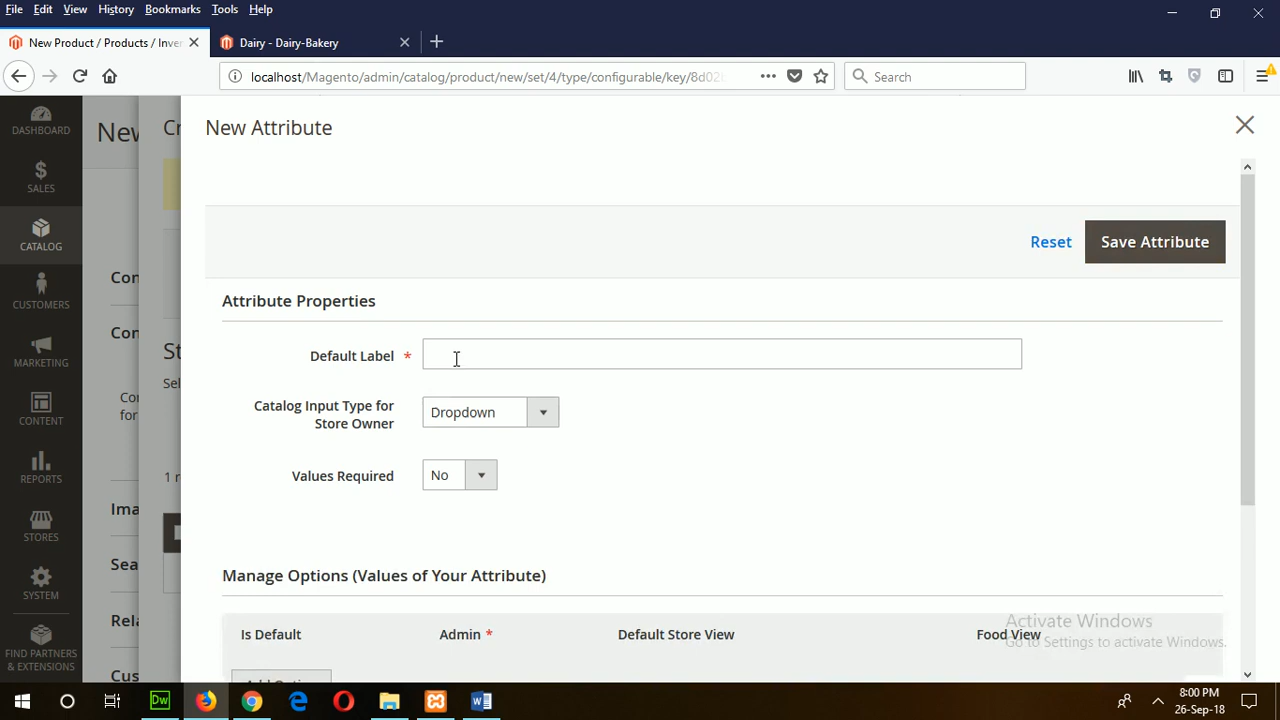 File Edit View History Bookmarks Tools Help
New Product / Products / Inve
Dairy - Dairy-Bakery
localhost/Magento/admin/catalog/product/new/set/4/type/configurable/key/8d02
Search
DASHBOARD
$
SALES
CATALOG
CUSTOMERS
MARKETING
CONTENT
REPORTS
STORES
SYSTEM
FIND PARTNERS
& EXTENSIONS
New
Con
Con
Cor
for
Ima
Sea
Rela
Cus
Cr
St
Sel
1 r
New Attribute
Reset
Save Attribute
Attribute Properties
Default Label *
Catalog Input Type for
Store Owner
Dropdown
Values Required
No
Manage Options (Values of Your Attribute)
Is Default Admin * Default Store View Food View
Activate Windows
Go to Settings to activate Windows.
Dw
W
8:00 PM
26-Sep-18